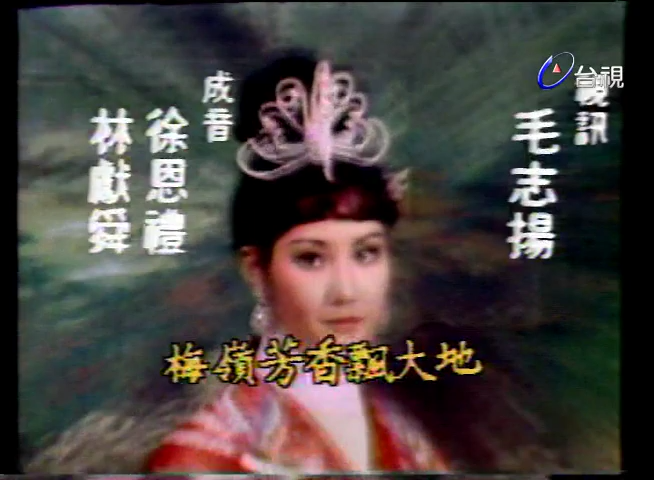 台視
視訊
毛志揚
成音
徐恩禮
林獻舜
梅嶺芳香飄大地